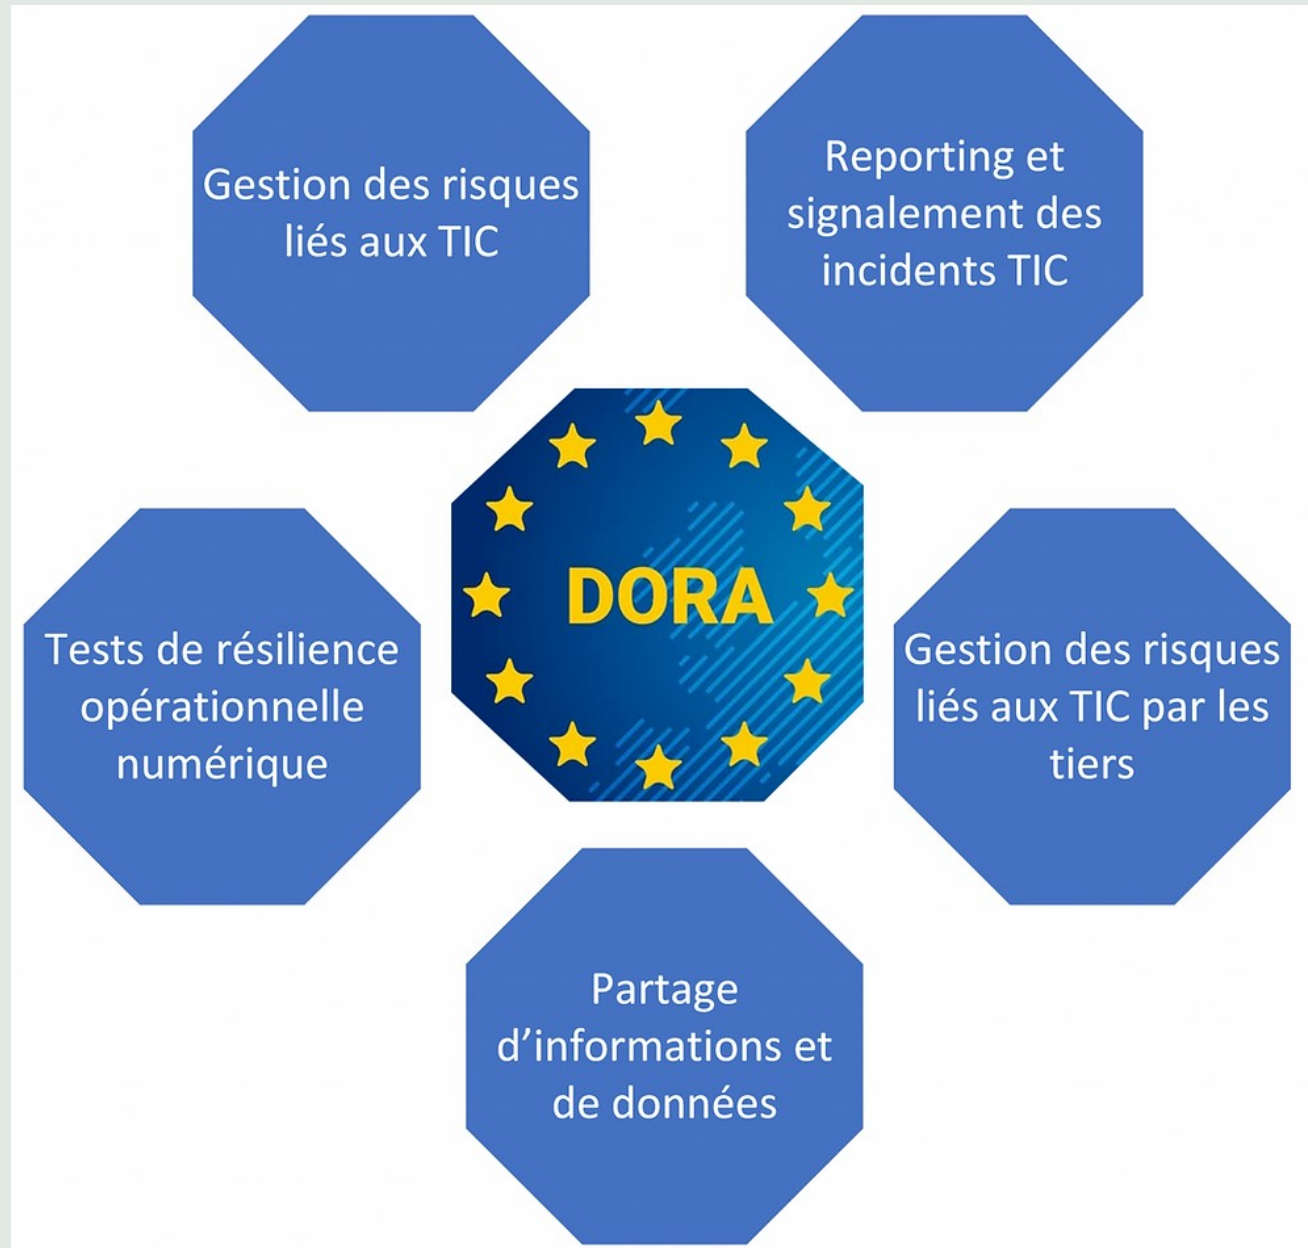 Gestion des risques
liés aux TIC
Reporting et
signalement des
incidents TIC
DORA
Tests de résilience
opérationnelle
numérique
Gestion des risques
liés aux TIC par les
tiers
Partage
d’informations et
de données